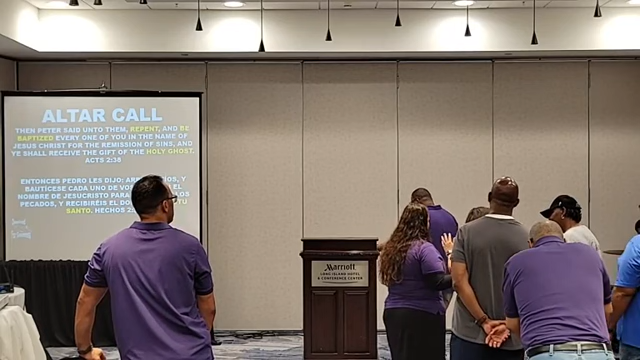 ALTAR CALL
THEN PETER SAID UNTO THEM, REPENT, AND BE
BAPTIZED EVERY ONE OF YOU IN THE NAME OF
JESUS CHRIST FOR THE REMISSION OF SINS, AND
YE SHALL RECEIVE THE GIFT OF THE HOLY GHOST.
ACTS 2:38
ENTONCES PEDRO LES DIJO:
BAUTÍCESE CADA UNO DE EL
NOMBRE DE JESUCRISTO PARA LOS
PECADOS, Y RECIBIRÉIS EL
SANTO. HECHOS
Marriott
LONG ISLAND HOTEL
& CONFERENCE CENTER